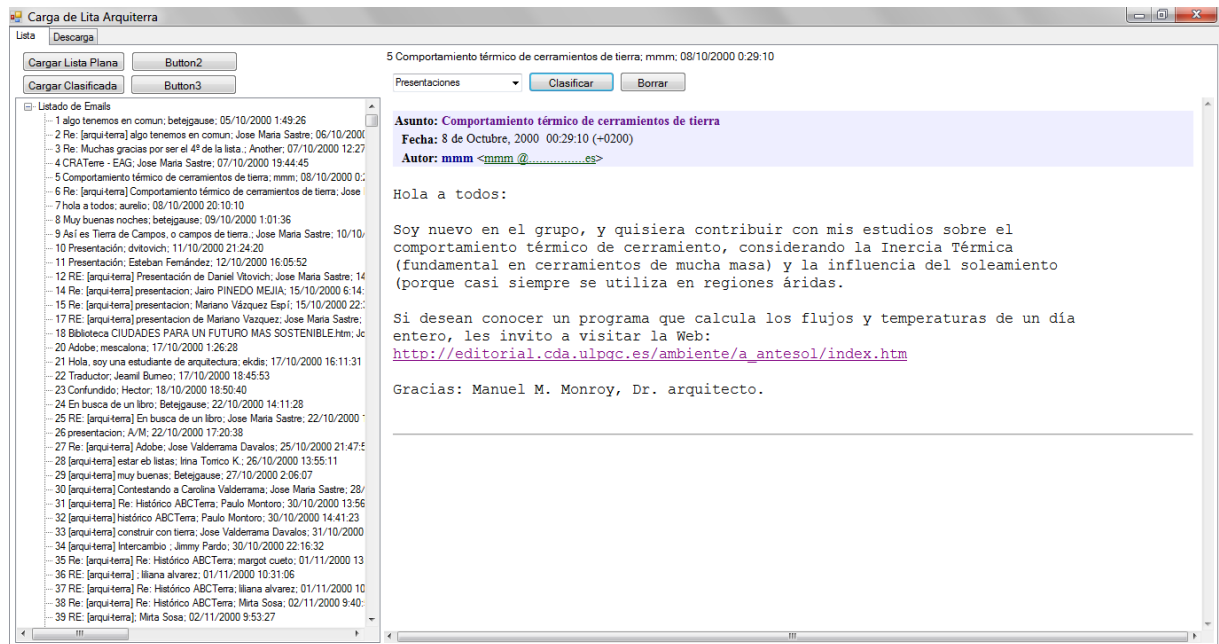 Carga de Lita Arquiterra
Lista Descarga
Cargar Lista Plana Button2
Cargar Clasificada Button3
Listado de Emails
1 algo tenemos en comun; betejgause; 05/10/2000 1:49:26
2 Re: [arqui-terra] algo tenemos en comun; Jose Maria Sastre; 06/10/2000
3 Re: Muchas gracias por ser el 4º de la lista.; Another; 07/10/2000 12:27
4 CRATerre - EAG; Jose Maria Sastre; 07/10/2000 19:44:45
5 Comportamiento térmico de cerramientos de tierra; mmm; 08/10/2000 0:2
6 Re: [arqui-terra] Comportamiento térmico de cerramientos de tierra; Jose
7 hola a todos; aurelio; 08/10/2000 20:10:10
8 Muy buenas noches; betejgause; 09/10/2000 1:01:36
9 Así es Tierra de Campos, o campos de tierra.; Jose Maria Sastre; 10/10/
10 Presentación; dvitovich; 11/10/2000 21:24:20
11 Presentación; Esteban Fernández; 12/10/2000 16:05:52
12 RE: [arqui-terra] Presentación de Daniel Vitovich; Jose Maria Sastre; 14
14 Re: [arqui-terra] presentacion; Jairo PINEDO MEJIA; 15/10/2000 6:14:
15 Re: [arqui-terra] presentacion; Mariano Vázquez Espí; 15/10/2000 22:
17 RE: [arqui-terra] presentacion de Mariano Vazquez; Jose Maria Sastre;
18 Biblioteca CIUDADES PARA UN FUTURO MAS SOSTENIBLE.htm; Jo
20 Adobe; mescalona; 17/10/2000 1:26:28
21 Hola, soy una estudiante de arquitectura; ekdis; 17/10/2000 16:11:31
22 Traductor; Jeamil Burneo; 17/10/2000 18:45:53
23 Confundido; Hector; 18/10/2000 18:50:40
24 En busca de un libro; Betejgause; 22/10/2000 14:11:28
25 RE: [arqui-terra] En busca de un libro; Jose Maria Sastre; 22/10/2000
26 presentacion; A/M; 22/10/2000 17:20:38
27 Re: [arqui-terra] Adobe; Jose Valderrama Davalos; 25/10/2000 21:47:5
28 [arqui-terra] estar eb listas; Irina Torrico K.; 26/10/2000 13:55:11
29 [arqui-terra] muy buenas; Betejgause; 27/10/2000 2:06:07
30 [arqui-terra] Contestando a Carolina Valderrama; Jose Maria Sastre; 28/
31 [arqui-terra] Re: Histórico ABCTerra; Paulo Montoro; 30/10/2000 13:56
32 [arqui-terra] histórico ABCTerra; Paulo Montoro; 30/10/2000 14:41:23
33 [arqui-terra] construir con tierra; Jose Valderrama Davalos; 31/10/2000
34 [arqui-terra] Intercambio ; Jimmy Pardo; 30/10/2000 22:16:32
35 Re: [arqui-terra] Re: Histórico ABCTerra; margot cueto; 01/11/2000 13
36 RE: [arqui-terra] ; liliana alvarez; 01/11/2000 10:31:06
37 RE: [arqui-terra] Re: Histórico ABCTerra; liliana alvarez; 01/11/2000 10
38 Re: [arqui-terra] Re: Histórico ABCTerra; Mirta Sosa; 02/11/2000 9:40:
39 RE: [arqui-terra]; Mirta Sosa; 02/11/2000 9:53:27
5 Comportamiento térmico de cerramientos de tierra; mmm; 08/10/2000 0:29:10
Presentaciones Clasificar Borrar
Asunto: Comportamiento térmico de cerramientos de tierra
Fecha: 8 de Octubre, 2000 00:29:10 (+0200)
Autor: mmm <mmm @................es>
Hola a todos:
Soy nuevo en el grupo, y quisiera contribuir con mis estudios sobre el
comportamiento térmico de cerramiento, considerando la Inercia Térmica
(fundamental en cerramientos de mucha masa) y la influencia del soleamiento
(porque casi siempre se utiliza en regiones áridas.
Si desean conocer un programa que calcula los flujos y temperaturas de un día
entero, les invito a visitar la Web:
http://editorial.cda.ulpgc.es/ambiente/a_antesol/index.htm
Gracias: Manuel M. Monroy, Dr. arquitecto.